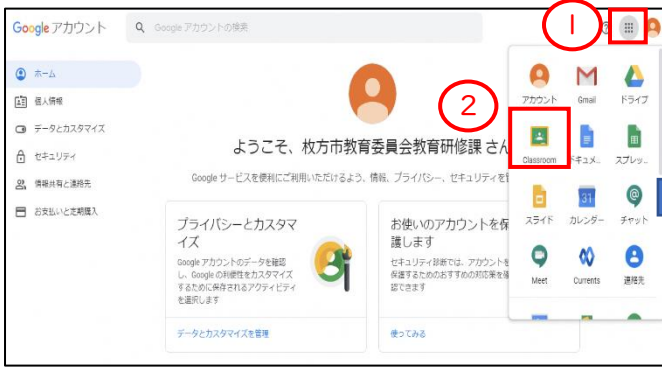 Google アカウント
Google アカウントの検索
1
ホーム
個人情報
データとカスタマイズ
セキュリティ
情報共有と連絡先
お支払いと定期購入
2
ようこそ、枚方市教育委員会教育研修課 さん
Google サービスを便利にご利用いただけるよう、情報、プライバシー、セキュリティを
プライバシーとカスタマ
イズ
Google アカウントのデータを確認
し、Google の利便性をカスタマイズ
するために保存されるアクティビティ
を選択します
データとカスタマイズを管理
お使いのアカウントを保
護します
セキュリティ診断では、アカウントを
保護するためのおすすめの対応策を
認できます
使ってみる
アカウント
Gmail
ドライブ
Classroom
ドキュメ...
スプレッ...
スライド
31
カレンダー
チャット
Meet
Currents
連絡先